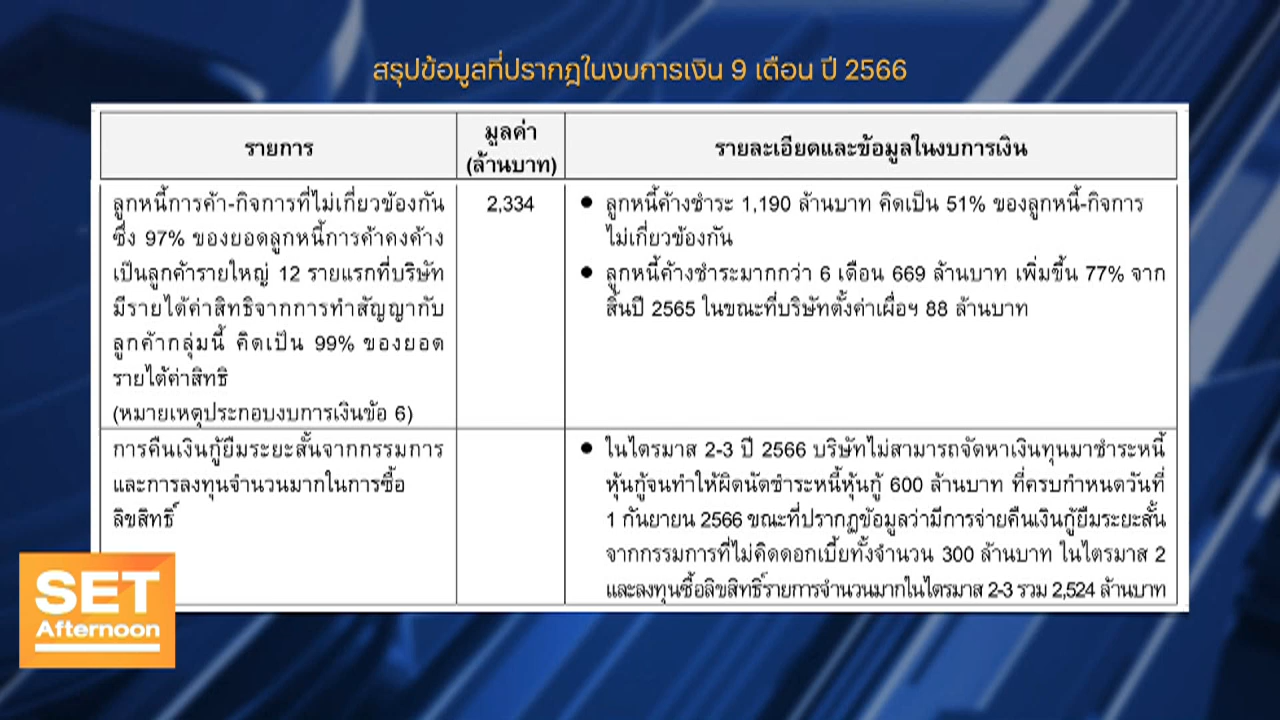 สรุปข้อมูลที่ปรากฏในงบการเงิน 9 เดือน ปี 2566
รายการ
มูลค่า
(ล้านบาท)
รายละเอียดและข้อมูลในงบการเงิน
ลูกหนี้การค้า-กิจการที่ไม่เกี่ยวข้องกัน
ซึ่ง 97% ของยอดลูกหนี้การค้าคงค้าง
เป็นลูกค้ารายใหญ่ 12 รายแรกที่บริษัท
มีรายได้ค่าสิทธิจากการทำสัญญากับ
ลูกค้ากลุ่มนี้ คิดเป็น 99% ของยอด
รายได้ค่าสิทธิ
(หมายเหตุประกอบงบการเงินข้อ 6)
2,334
● ลูกหนี้ค้างชำระ 1,190 ล้านบาท คิดเป็น 51% ของลูกหนี้-กิจการ
ไม่เกี่ยวข้องกัน
● ลูกหนี้ค้างชำระมากกว่า 6 เดือน 669 ล้านบาท เพิ่มขึ้น 77% จาก
สิ้นปี 2565 ในขณะที่บริษัทตั้งค่าเผื่อฯ 88 ล้านบาท
การคืนเงินกู้ยืมระยะสั้นจากกรรมการ
และการลงทุนจำนวนมากในการซื้อ
ลิขสิทธิ์
● ในไตรมาส 2-3 ปี 2566 บริษัทไม่สามารถจัดหาเงินทุนมาชำระหนี้
หุ้นกู้จนทำให้ผิดนัดชำระหนี้หุ้นกู้ 600 ล้านบาท ที่ครบกำหนดวันที่
1 กันยายน 2566 ขณะที่ปรากฏข้อมูลว่ามีการจ่ายคืนเงินกู้ยืมระยะสั้น
จากกรรมการที่ไม่คิดดอกเบี้ยทั้งจำนวน 300 ล้านบาท ในไตรมาส 2
และลงทุนซื้อลิขสิทธิ์รายการจำนวนมากในไตรมาส 2-3 รวม 2,524 ล้านบาท
SET
Afternoon